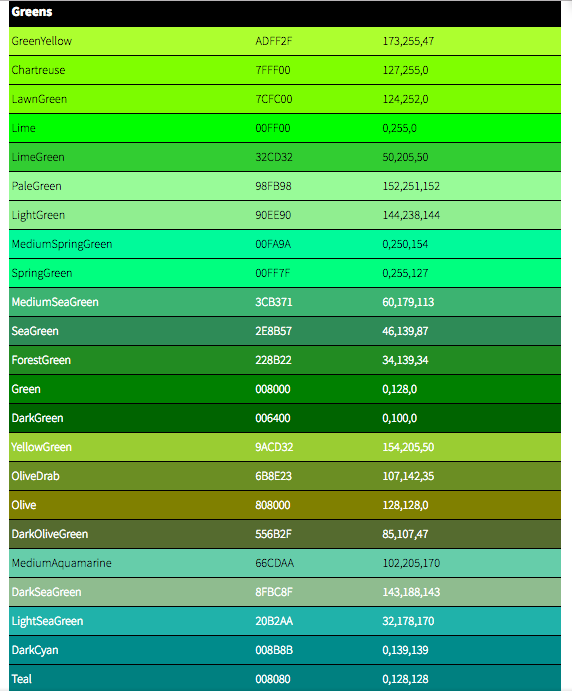 Greens
GreenYellow ADFF2F 173,255,47
Chartreuse 7FFF00 127,255,0
LawnGreen 7CFC00 124,252,0
Lime 00FF00 0,255,0
LimeGreen 32CD32 50,205,50
PaleGreen 98FB98 152,251,152
LightGreen 90EE90 144,238,144
MediumSpringGreen 00FA9A 0,250,154
SpringGreen 00FF7F 0,255,127
MediumSeaGreen 3CB371 60,179,113
SeaGreen 2E8B57 46,139,87
ForestGreen 228B22 34,139,34
Green 008000 0,128,0
DarkGreen 006400 0,100,0
YellowGreen 9ACD32 154,205,50
OliveDrab 6B8E23 107,142,35
Olive 808000 128,128,0
DarkOliveGreen 556B2F 85,107,47
MediumAquamarine 66CDAA 102,205,170
DarkSeaGreen 8FBC8F 143,188,143
LightSeaGreen 20B2AA 32,178,170
DarkCyan 008B8B 0,139,139
Teal 008080 0,128,128